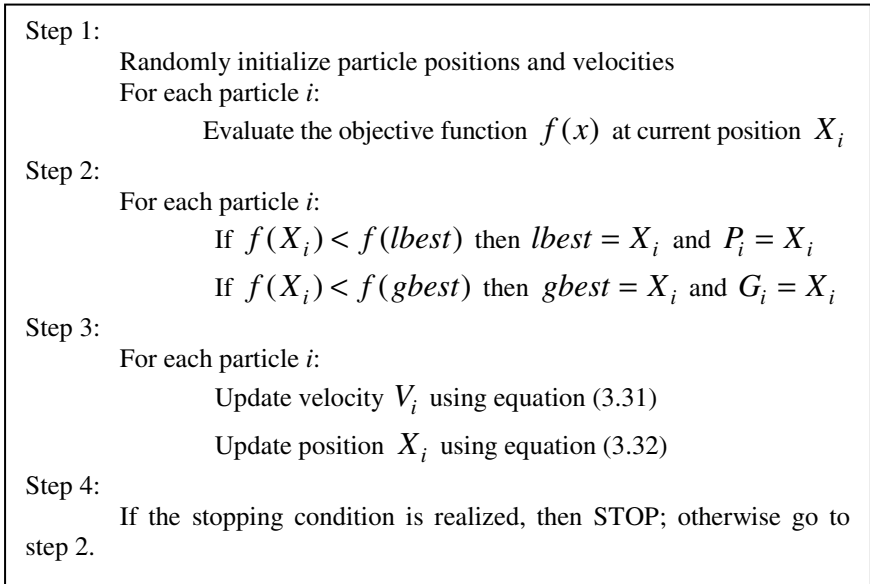 Step 1:
Randomly initialize particle positions and velocities
For each particle i:
Evaluate the objective function f(x) at current position X_i
Step 2:
For each particle i:
If f(X_i) < f(lbest) then lbest = X_i and P_i = X_i
If f(X_i) < f(gbest) then gbest = X_i and G_i = X_i
Step 3:
For each particle i:
Update velocity V_i using equation (3.31)
Update position X_i using equation (3.32)
Step 4:
If the stopping condition is realized, then STOP; otherwise go to
step 2.